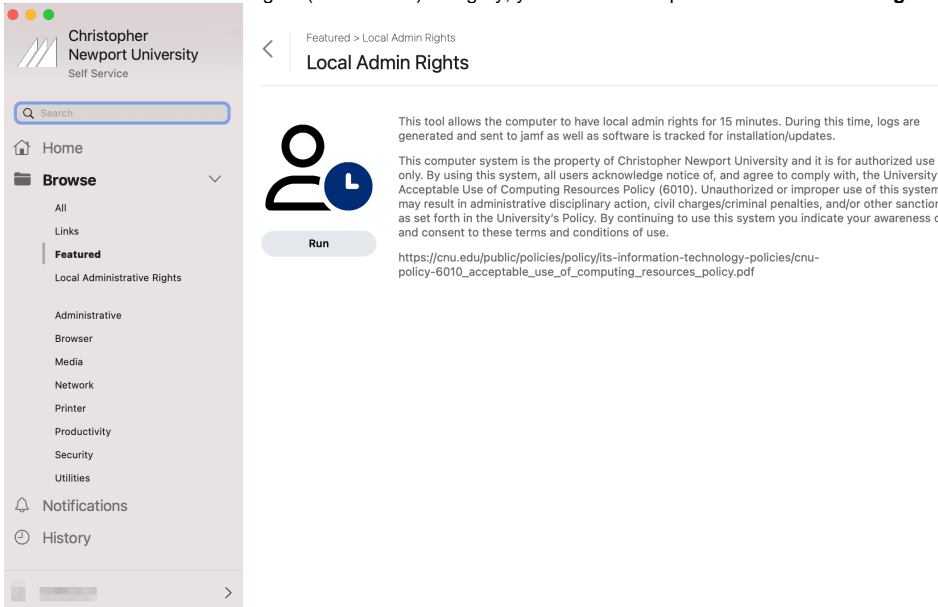 Christopher
Newport University
Self Service
Search
Home
Browse
All
Links
Featured
Local Administrative Rights
Administrative
Browser
Media
Network
Printer
Productivity
Security
Utilities
Notifications
History
Featured > Local Admin Rights
Local Admin Rights
Run
This tool allows the computer to have local admin rights for 15 minutes. During this time, logs are
generated and sent to jamf as well as software is tracked for installation/updates.
This computer system is the property of Christopher Newport University and it is for authorized use
only. By using this system, all users acknowledge notice of, and agree to comply with, the University
Acceptable Use of Computing Resources Policy (6010). Unauthorized or improper use of this system
may result in administrative disciplinary action, civil charges/criminal penalties, and/or other sanction
as set forth in the University's Policy. By continuing to use this system you indicate your awareness
and consent to these terms and conditions of use.
https://cnu.edu/public/policies/policy/its-information-technology-policies/cnu-
policy-6010_acceptable_use_of_computing_resources_policy.pdf